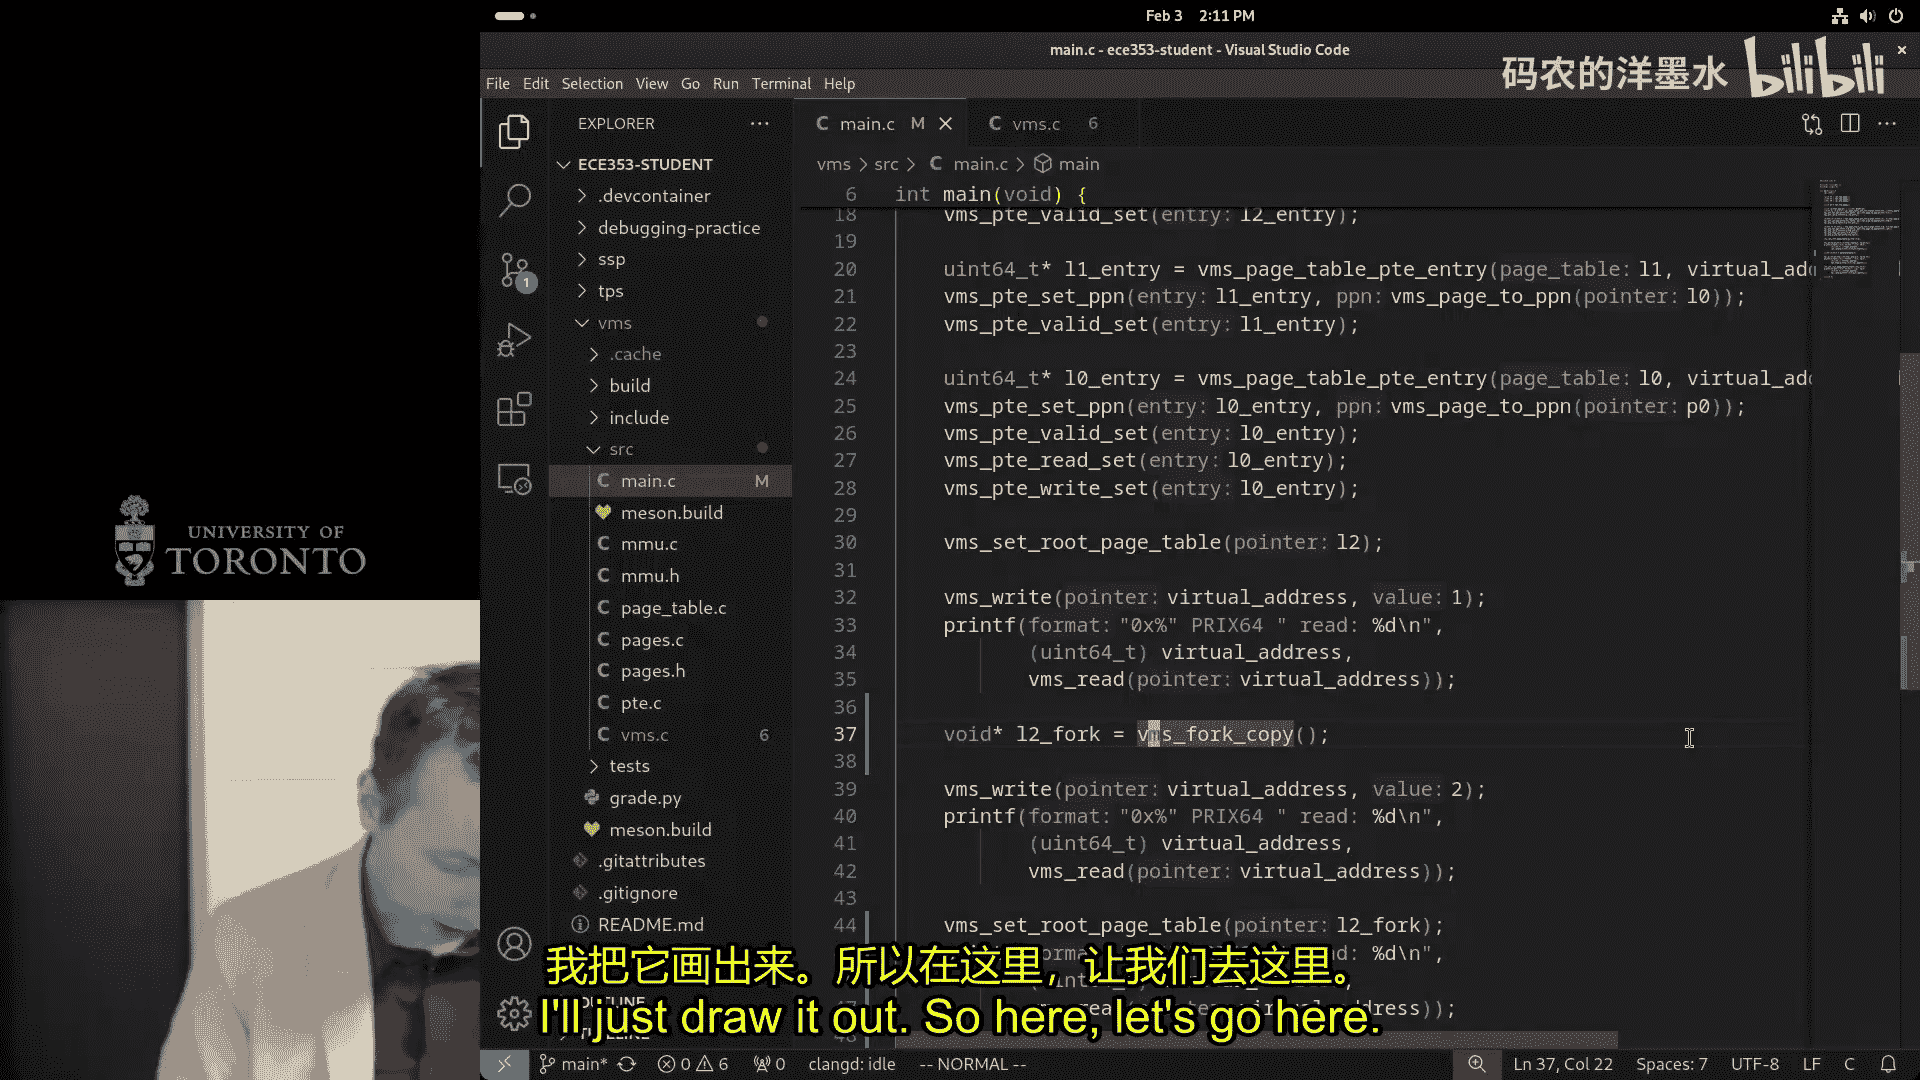 Feb 3 2:11 PM
main.c - ece353-student - Visual Studio Code
码农的洋墨水 bilibili
File Edit Selection View Go Run Terminal Help
EXPLORER
main.c M
vms.c 6
ECE353-STUDENT
vms > src > C main.c > main
.devcontainer
debugging-practice
ssp
tps
vms
.cache
build
include
src
C main.c M
meson.build
C mmu.c
C mmu.h
C page_table.c
C pages.c
C pages.h
C pte.c
C vms.c 6
tests
grade.py
meson.build
.gitattributes
.gitignore
README.md
OUTLINE
6 int main(void) {
18 vms_pte_valid_set(entry: l2_entry);
19
20 uint64_t* l1_entry = vms_page_table_pte_entry(page_table: l1, virtual_add
21 vms_pte_set_ppn(entry: l1_entry, ppn: vms_page_to_ppn(pointer: l0));
22 vms_pte_valid_set(entry: l1_entry);
23
24 uint64_t* l0_entry = vms_page_table_pte_entry(page_table: l0, virtual_add
25 vms_pte_set_ppn(entry: l0_entry, ppn: vms_page_to_ppn(pointer: p0));
26 vms_pte_valid_set(entry: l0_entry);
27 vms_pte_read_set(entry: l0_entry);
28 vms_pte_write_set(entry: l0_entry);
29
30 vms_set_root_page_table(pointer: l2);
31
32 vms_write(pointer: virtual_address, value: 1);
33 printf(format: "0x%" PRIX64 " read: %d\n",
34 (uint64_t) virtual_address,
35 vms_read(pointer: virtual_address));
36
37 void* l2_fork = vms_fork_copy();
38
39 vms_write(pointer: virtual_address, value: 2);
40 printf(format: "0x%" PRIX64 " read: %d\n",
41 (uint64_t) virtual_address,
42 vms_read(pointer: virtual_address));
43
44 vms_set_root_page_table(pointer: l2_fork);
UNIVERSITY OF
TORONTO
我把它画出来。所以在这里，让我们去这里。
I'll just draw it out. So here, let's go here.
main* 0 6 0 clangd: idle -- NORMAL -- Ln 37, Col 22 Spaces: 7 UTF-8 LF C